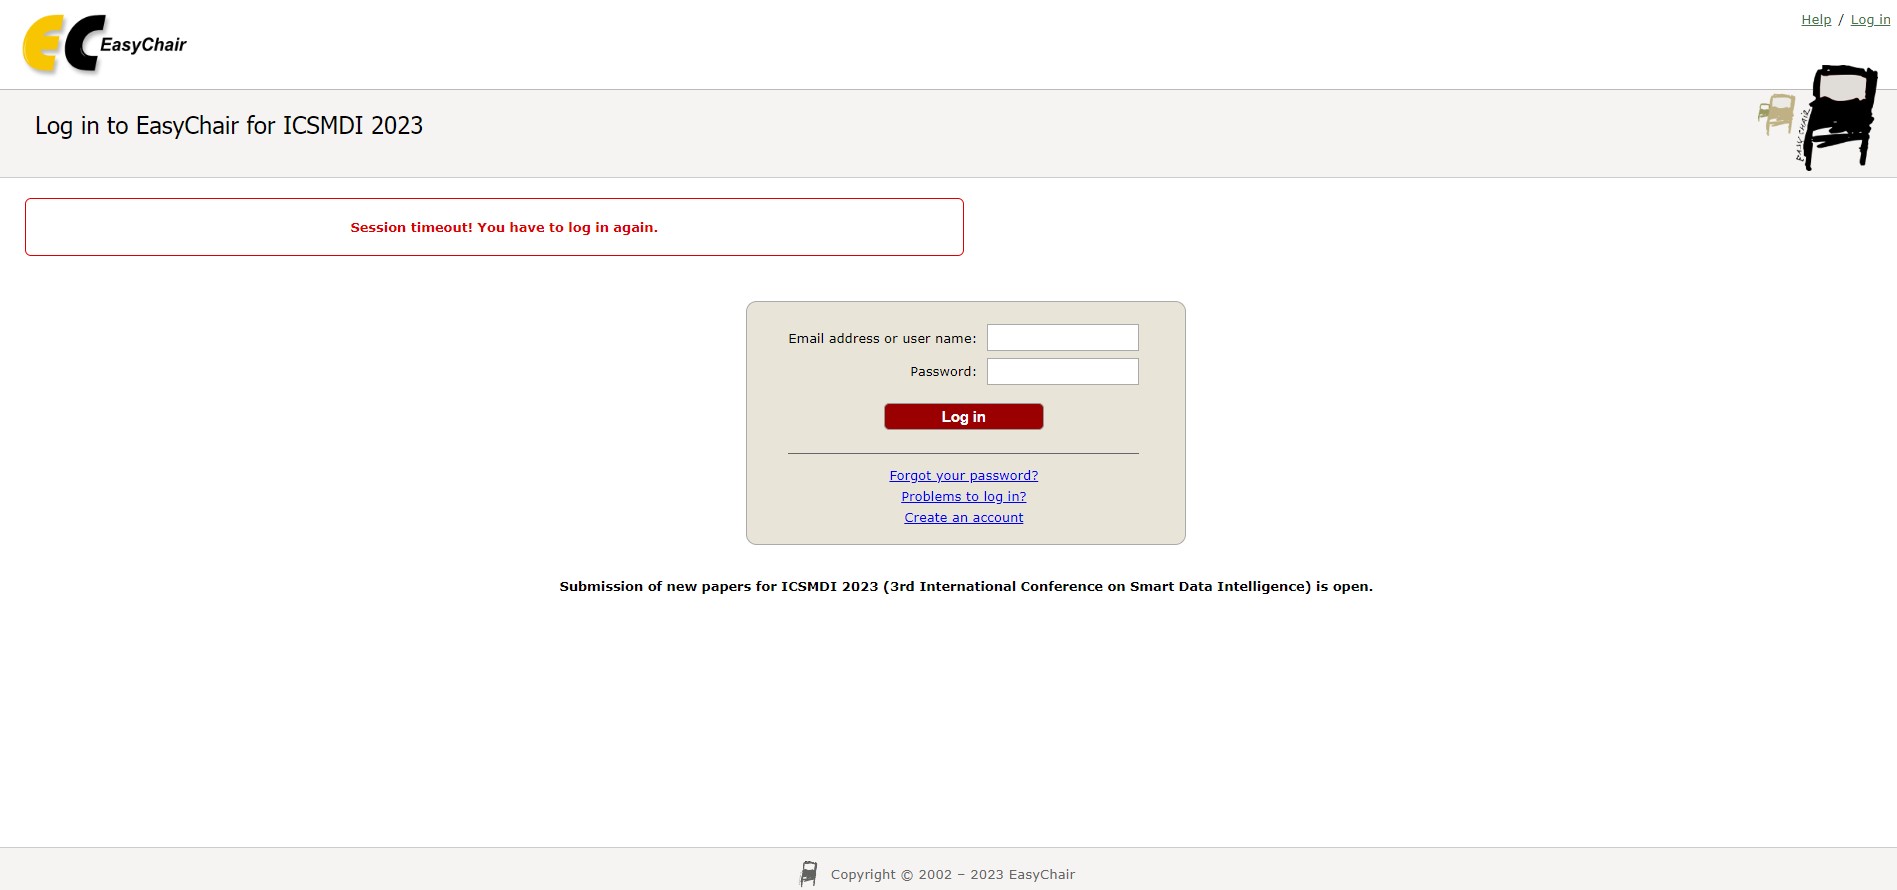 Help / Log in
EC EasyChair
EASY CHAIR
Log in to EasyChair for ICSMDI 2023
Session timeout! You have to log in again.
Email address or user name:
Password:
Log in
Forgot your password?
Problems to log in?
Create an account
Submission of new papers for ICSMDI 2023 (3rd International Conference on Smart Data Intelligence) is open.
Copyright © 2002 – 2023 EasyChair